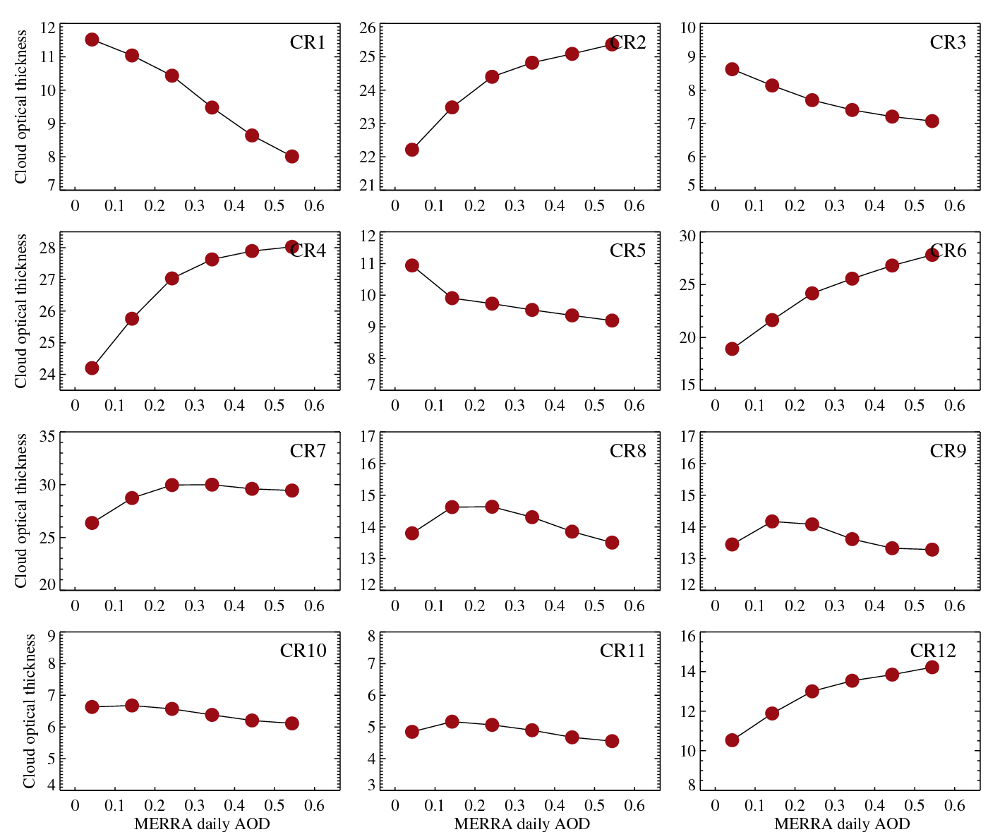 12 CR1
11
10
9
8
7
0 0.1 0.2 0.3 0.4 0.5 0.6
Cloud optical thickness
26 CR2
25
24
23
22
21
0 0.1 0.2 0.3 0.4 0.5 0.6
10 CR3
9
8
7
6
5
0 0.1 0.2 0.3 0.4 0.5 0.6
28 CR4
27
26
25
24
0 0.1 0.2 0.3 0.4 0.5 0.6
Cloud optical thickness
12 CR5
11
10
9
8
7
0 0.1 0.2 0.3 0.4 0.5 0.6
30 CR6
25
20
15
0 0.1 0.2 0.3 0.4 0.5 0.6
35 CR7
30
25
20
0 0.1 0.2 0.3 0.4 0.5 0.6
Cloud optical thickness
17 CR8
16
15
14
13
12
0 0.1 0.2 0.3 0.4 0.5 0.6
17 CR9
16
15
14
13
12
0 0.1 0.2 0.3 0.4 0.5 0.6
9 CR10
8
7
6
5
4
0 0.1 0.2 0.3 0.4 0.5 0.6
MERRA daily AOD
Cloud optical thickness
8 CR11
7
6
5
4
3
0 0.1 0.2 0.3 0.4 0.5 0.6
MERRA daily AOD
16 CR12
14
12
10
8
0 0.1 0.2 0.3 0.4 0.5 0.6
MERRA daily AOD